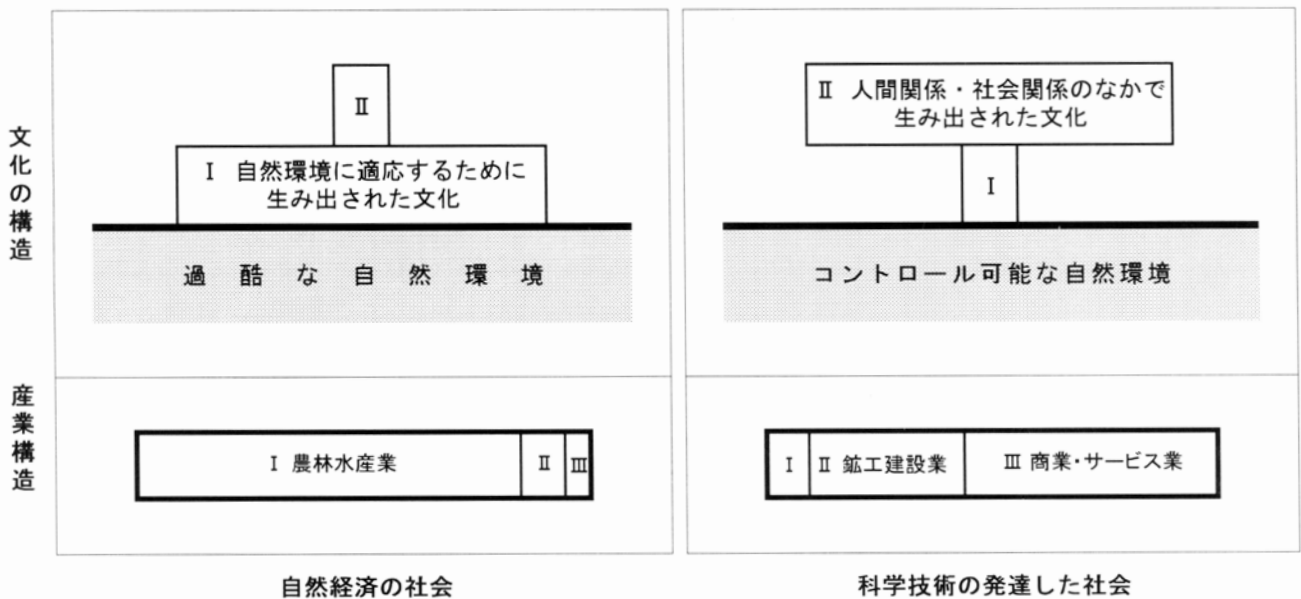 文化の構造
Ⅱ
Ⅰ 自然環境に適応するために
生み出された文化
過酷な自然環境
Ⅱ 人間関係・社会関係のなかで
生み出された文化
Ⅰ
コントロール可能な自然環境
産業構造
Ⅰ 農林水産業
Ⅱ
Ⅲ
Ⅰ
Ⅱ 鉱工建設業
Ⅲ 商業・サービス業
自然経済の社会
科学技術の発達した社会